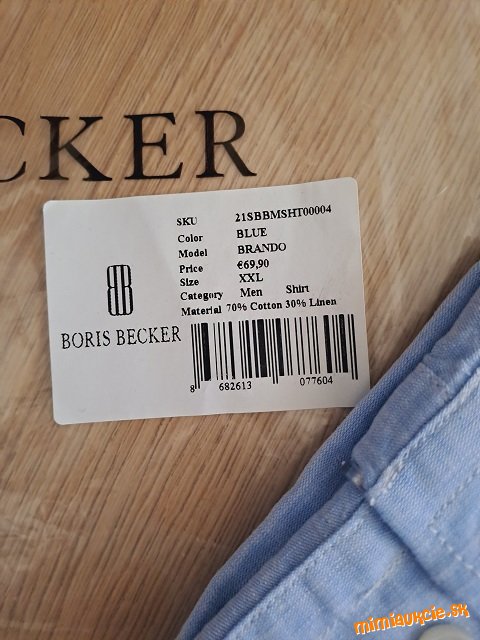 CKER
SKU 21SBBMSHT00004
Color BLUE
Model BRANDO
Price €69,90
Size XXL
Category Men Shirt
Material 70% Cotton 30% Linen
BORIS BECKER
8 682613 077604
mimiaukcie.sk